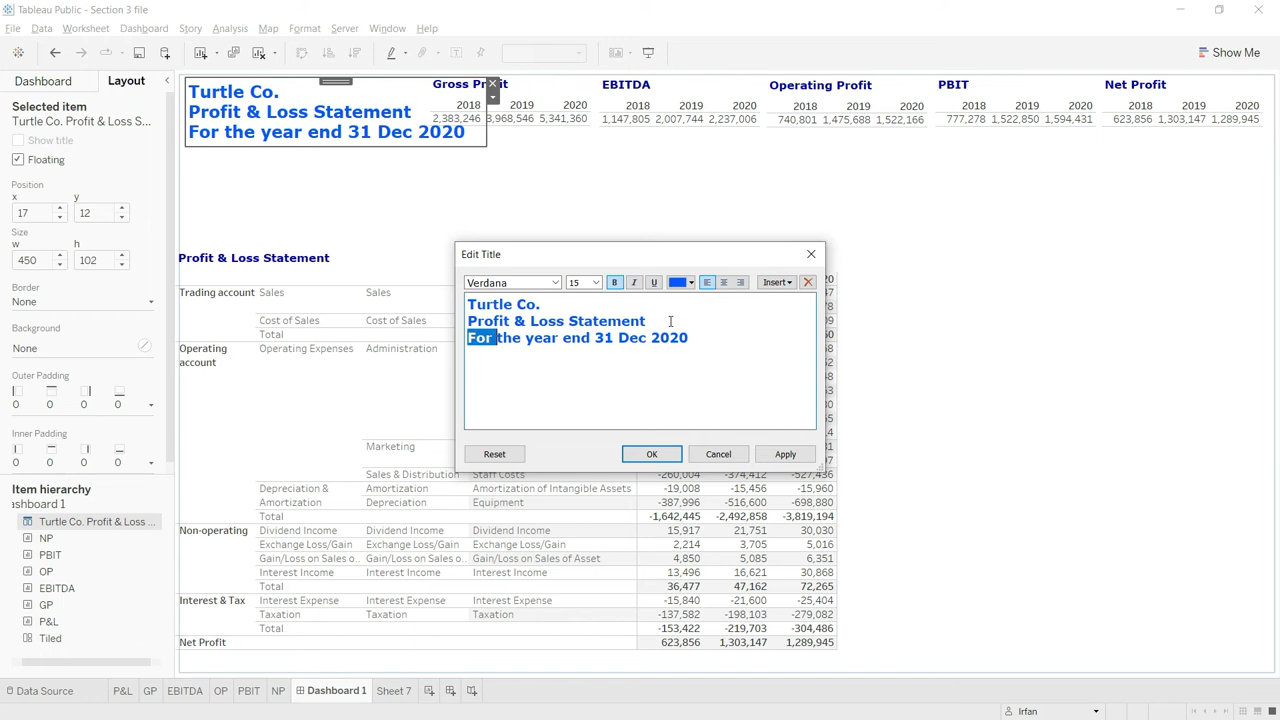 Tableau Public - Section 3 file
File Data Worksheet Dashboard Story Analysis Map Format Server Window Help
Show Me
Dashboard Layout
Selected item
Turtle Co. Profit & Loss S...
Show title
Floating
Position
x y
17 12
Size
w h
450 102
Border
None
Background
None
Outer Padding
0 0 0 0
Inner Padding
0 0 0 0
Item hierarchy
ashboard 1
Turtle Co. Profit & Loss ...
NP
PBIT
OP
EBITDA
GP
P&L
Tiled
Turtle Co.
Profit & Loss Statement
For the year end 31 Dec 2020
Gross Pr it
2018 2019 2020
2,383,246 3,968,546 5,341,360
EBITDA
2018 2019 2020
1,147,805 2,007,744 2,237,006
Operating Profit
2018 2019 2020
740,801 1,475,688 1,522,166
PBIT
2018 2019 2020
777,278 1,522,850 1,594,431
Net Profit
2018 2019 2020
623,856 1,303,147 1,289,945
Profit & Loss Statement
Trading account Sales Sales
Cost of Sales Cost of Sales
Total
Operating account Operating Expenses Administration
Marketing
Sales & Distribution Staff Costs -260,004 -374,412 -527,436
Depreciation & Amortization Amortization Amortization of Intangible Assets -19,008 -15,456 -15,960
Depreciation Equipment -387,996 -516,600 -698,880
Total -1,642,445 -2,492,858 -3,819,194
Non-operating Dividend Income Dividend Income Dividend Income 15,917 21,751 30,030
Exchange Loss/Gain Exchange Loss/Gain Exchange Loss/Gain 2,214 3,705 5,016
Gain/Loss on Sales o.. Gain/Loss on Sales o.. Gain/Loss on Sales of Asset 4,850 5,085 6,351
Interest Income Interest Income Interest Income 13,496 16,621 30,868
Total 36,477 47,162 72,265
Interest & Tax Interest Expense Interest Expense Interest Expense -15,840 -21,600 -25,404
Taxation Taxation Taxation -137,582 -198,103 -279,082
Total -153,422 -219,703 -304,486
Net Profit 623,856 1,303,147 1,289,945
Edit Title
Verdana 15 B I U Insert
Turtle Co.
Profit & Loss Statement
For the year end 31 Dec 2020
Reset OK Cancel Apply
Data Source P&L GP EBITDA OP PBIT NP Dashboard 1 Sheet 7
Irfan